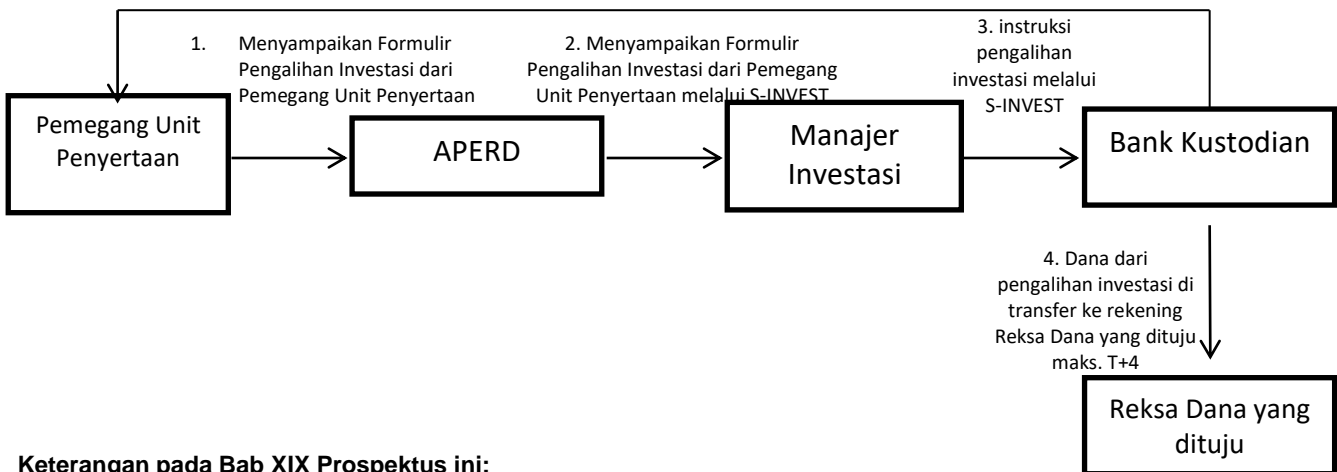 1. Menyampaikan Formulir
Pengalihan Investasi dari
Pemegang Unit Penyertaan
2. Menyampaikan Formulir
Pengalihan Investasi dari Pemegang
Unit Penyertaan melalui S-INVEST
3. instruksi
pengalihan
investasi melalui
S-INVEST
Pemegang Unit
Penyertaan
APERD
Manajer
Investasi
Bank Kustodian
4. Dana dari
pengalihan investasi di
transfer ke rekening
Reksa Dana yang dituju
maks. T+4
Reksa Dana yang
dituju
Keterangan pada Bab XIX Prospektus ini: